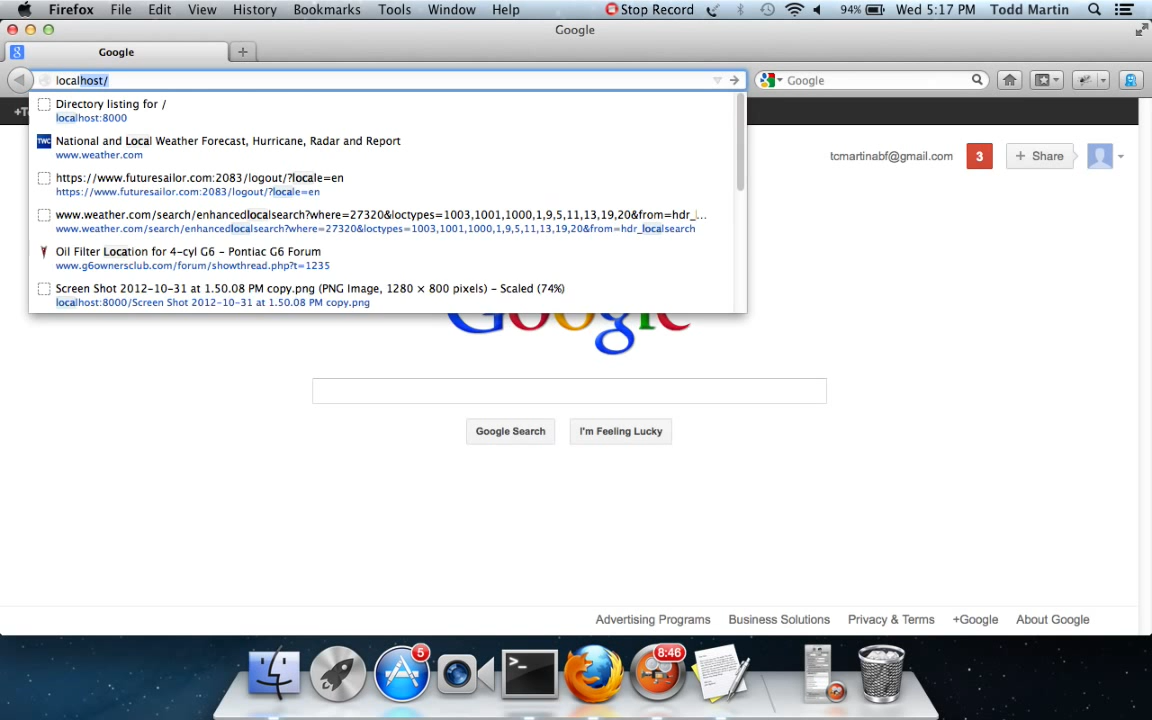 Firefox File Edit View History Bookmarks Tools Window Help Stop Record 94% Wed 5:17 PM Todd Martin
Google
Google
localhost/
Google
Directory listing for /
localhost:8000
TWC National and Local Weather Forecast, Hurricane, Radar and Report
www.weather.com
https://www.futuresailor.com:2083/logout/?locale=en
https://www.futuresailor.com:2083/logout/?locale=en
www.weather.com/search/enhancedlocalsearch?where=27320&loctypes=1003,1001,1000,1,9,5,11,13,19,20&from=hdr_l...
www.weather.com/search/enhancedlocalsearch?where=27320&loctypes=1003,1001,1000,1,9,5,11,13,19,20&from=hdr_localsearch
Oil Filter Location for 4-cyl G6 - Pontiac G6 Forum
www.g6ownersclub.com/forum/showthread.php?t=1235
Screen Shot 2012-10-31 at 1.50.08 PM copy.png (PNG Image, 1280 × 800 pixels) - Scaled (74%)
localhost:8000/Screen Shot 2012-10-31 at 1.50.08 PM copy.png
tcmartinabf@gmail.com 3 + Share
Google
Google Search I'm Feeling Lucky
Advertising Programs Business Solutions Privacy & Terms +Google About Google
5 8:46